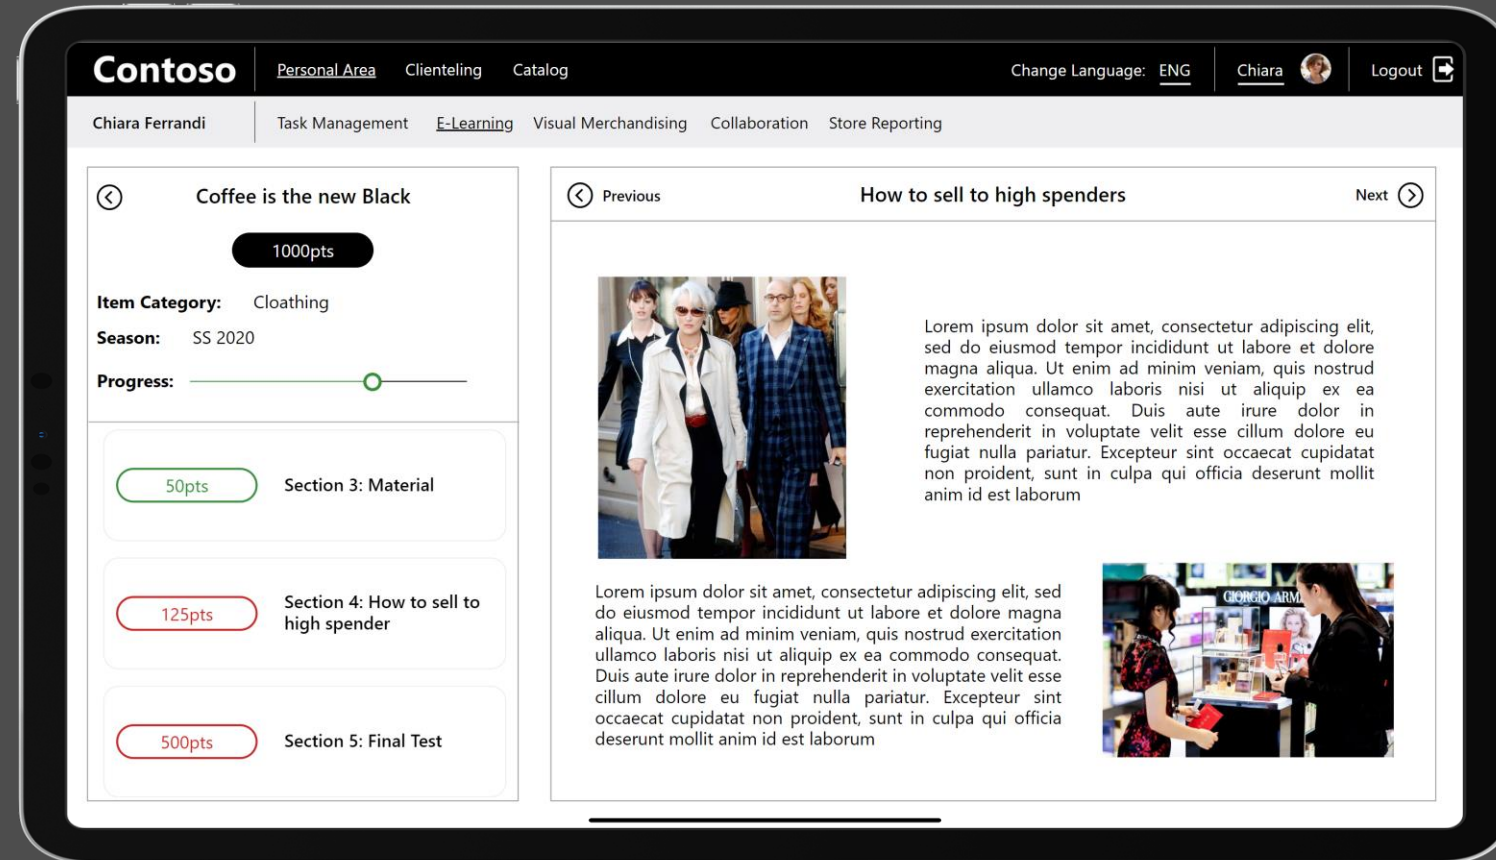 Contoso
Personal Area
Clienteling
Catalog
Change Language: ENG
Chiara
Logout
Chiara Ferrandi
Task Management
E-Learning
Visual Merchandising
Collaboration
Store Reporting
Coffee is the new Black
1000pts
Item Category: Cloathing
Season: SS 2020
Progress:
50pts
Section 3: Material
125pts
Section 4: How to sell to
high spender
500pts
Section 5: Final Test
Previous
How to sell to high spenders
Next
Lorem ipsum dolor sit amet, consectetur adipiscing elit,
sed do eiusmod tempor incididunt ut labore et dolore
magna aliqua. Ut enim ad minim veniam, quis nostrud
exercitation ullamco laboris nisi ut aliquip ex ea
commodo consequat. Duis aute irure dolor in
reprehenderit in voluptate velit esse cillum dolore eu
fugiat nulla pariatur. Excepteur sint occaecat cupidatat
non proident, sunt in culpa qui officia deserunt mollit
anim id est laborum
Lorem ipsum dolor sit amet, consectetur adipiscing elit, sed
do eiusmod tempor incididunt ut labore et dolore magna
aliqua. Ut enim ad minim veniam, quis nostrud exercitation
ullamco laboris nisi ut aliquip ex ea commodo consequat.
Duis aute irure dolor in reprehenderit in voluptate velit esse
cillum dolore eu fugiat nulla pariatur. Excepteur sint
occaecat cupidatat non proident, sunt in culpa qui officia
deserunt mollit anim id est laborum
GIORGIO ARM